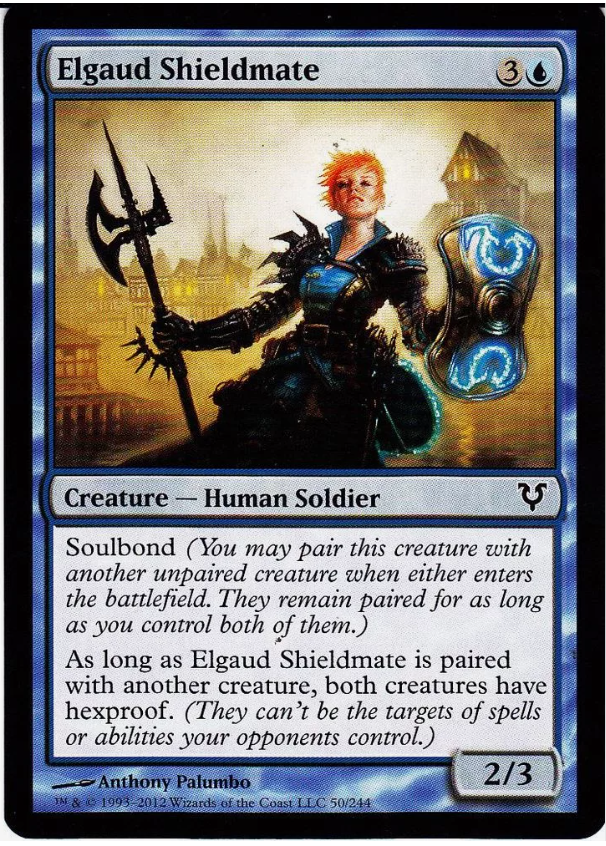 Elgaud Shieldmate 3
Creature — Human Soldier
Soulbond (You may pair this creature with
another unpaired creature when either enters
the battlefield. They remain paired for as long
as you control both of them.)
As long as Elgaud Shieldmate is paired
with another creature, both creatures have
hexproof. (They can't be the targets of spells
or abilities your opponents control.)
2/3
Anthony Palumbo
™ & © 1993–2012 Wizards of the Coast LLC 50/244